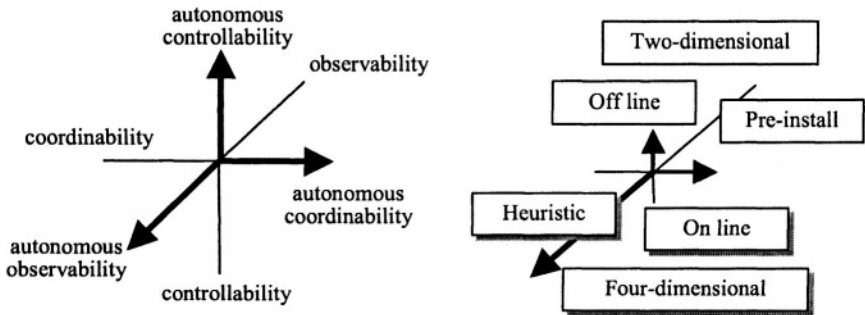 autonomous
controllability
observability
coordinability
autonomous
coordinability
autonomous
observability
controllability
Two-dimensional
Off line
Pre-install
Heuristic
On line
Four-dimensional